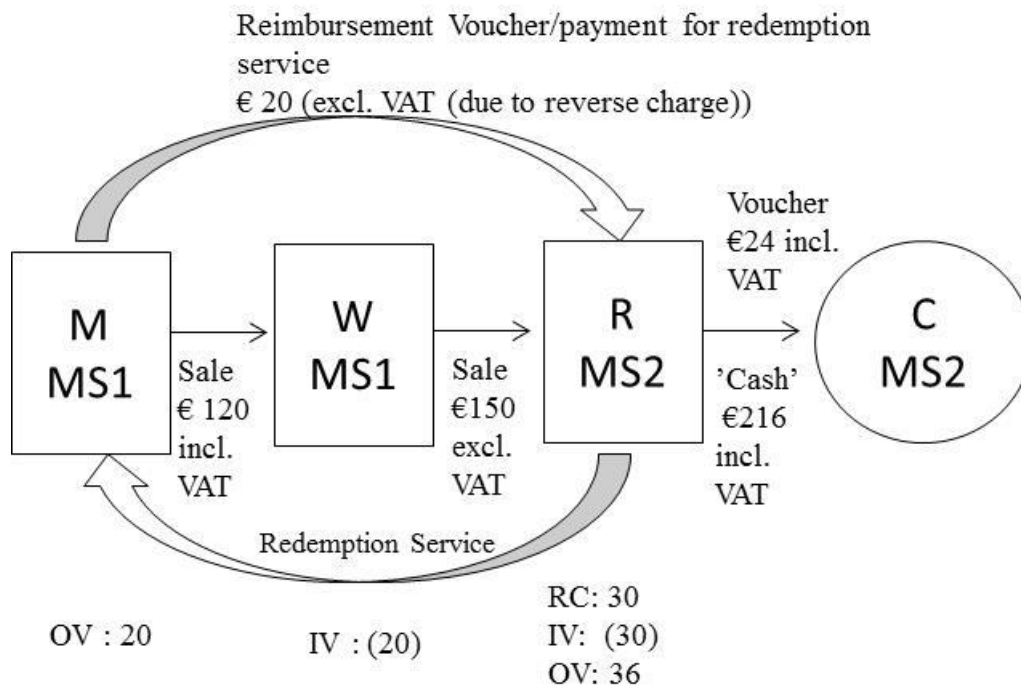 Reimbursement Voucher/payment for redemption
service
€ 20 (excl. VAT (due to reverse charge))
M
MS1
Sale
€ 120
incl.
VAT
W
MS1
Sale
€150
excl.
VAT
R
MS2
Voucher
€24 incl.
VAT
’Cash’
€216
incl.
VAT
C
MS2
Redemption Service
OV : 20
IV : (20)
RC: 30
IV: (30)
OV: 36